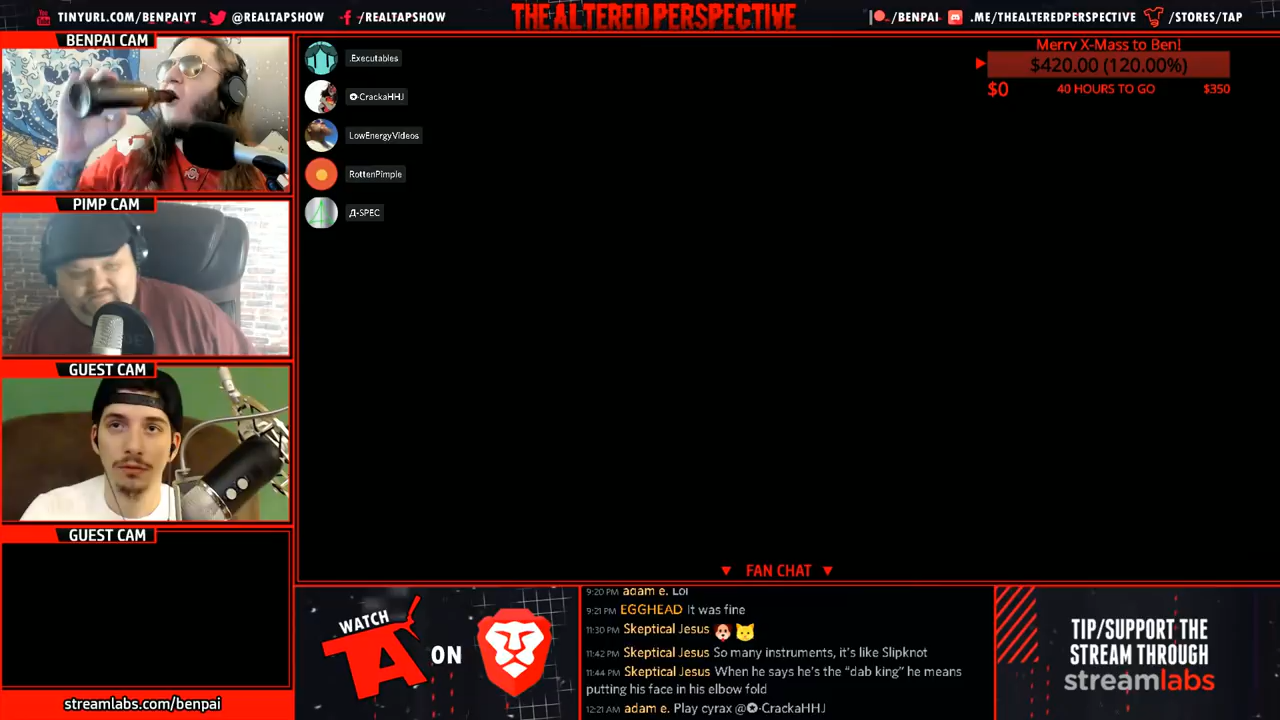 TINYURL.COM/BENPAIYT @REALTAPSHOW /REALTAPSHOW
THE ALTERED PERSPECTIVE
/BENPAI .ME/THEALTEREDPERSPECTIVE /STORES/TAP
BENPAI CAM
PIMP CAM
GUEST CAM
GUEST CAM
streamlabs.com/benpai
.Executables
CrackaHHJ
LowEnergyVideos
RottenPimple
Д-SPEC
Merry X-Mass to Ben!
$420.00 (120.00%)
$0 40 HOURS TO GO $350
FAN CHAT
WATCH
TA ON
9:20 PM adam e. Lol
9:21 PM EGGHEAD It was fine
11:30 PM Skeptical Jesus
11:42 PM Skeptical Jesus So many instruments, it's like Slipknot
11:44 PM Skeptical Jesus When he says he's the “dab king” he means
putting his face in his elbow fold
12:21 AM adam e. Play cyrax @✪·CrackaHHJ
TIP/SUPPORT THE
STREAM THROUGH
streamlabs